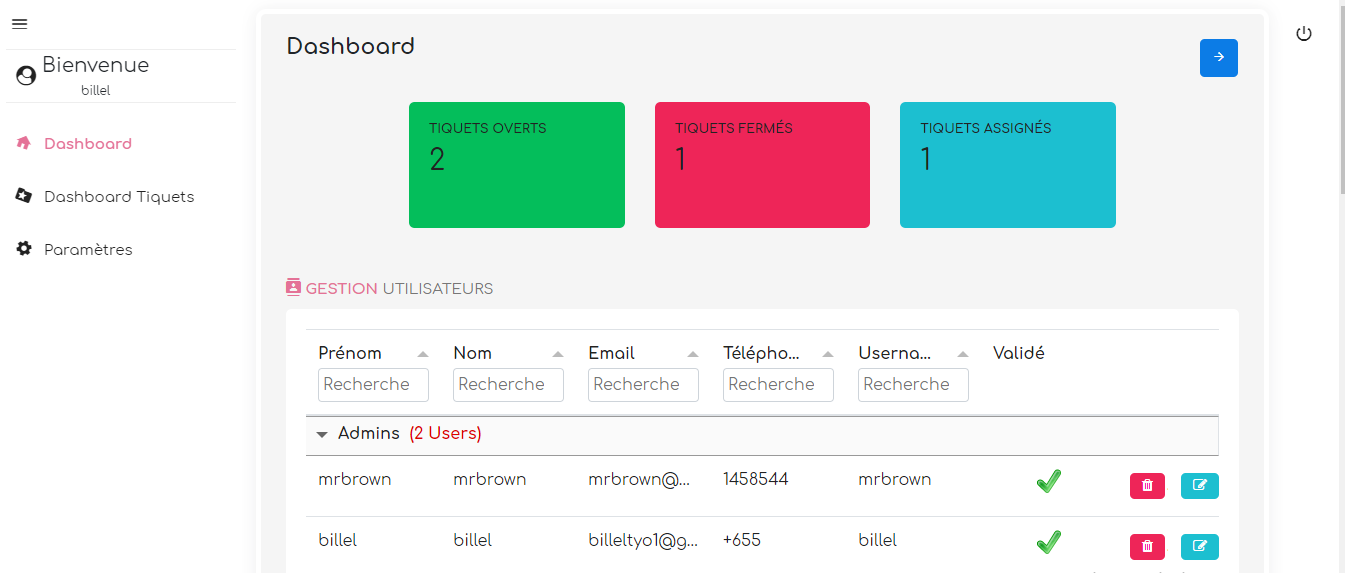 Bienvenue
billel
Dashboard
Dashboard Tiquets
Paramètres
Dashboard
TIQUETS OVERTS
2
TIQUETS FERMÉS
1
TIQUETS ASSIGNÉS
1
GESTION UTILISATEURS
Prénom Nom Email Télépho... Userna... Validé
Recherche Recherche Recherche Recherche Recherche
Admins (2 Users)
mrbrown mrbrown mrbrown@... 1458544 mrbrown
billel billel billeltyo1@g... +655 billel